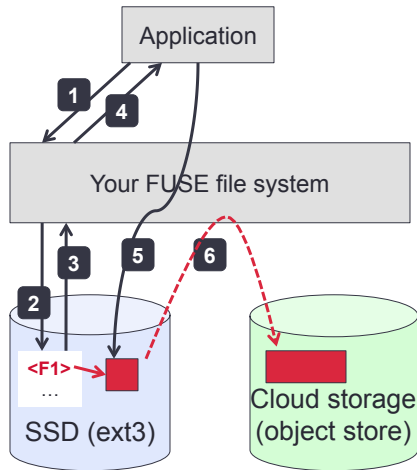 Application
1
4
Your FUSE file system
2
3
5
6
<F1>
...
SSD (ext3)
Cloud storage
(object store)